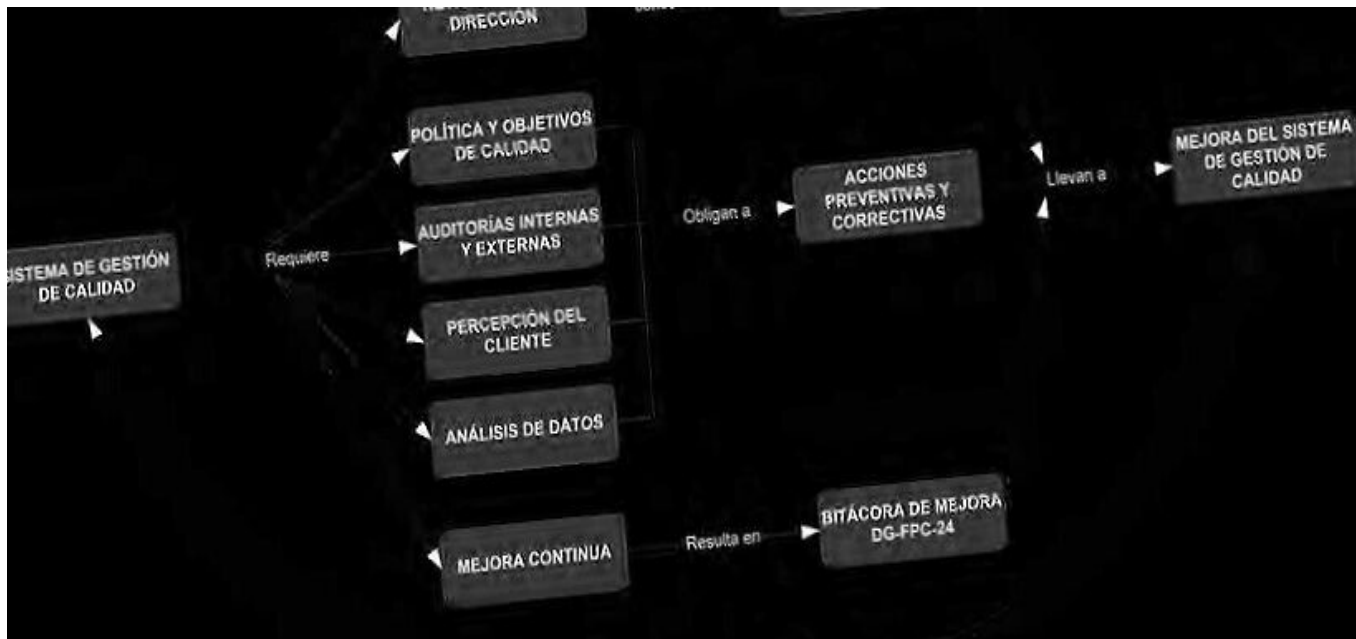 DIRECCIÓN
POLÍTICA Y OBJETIVOS
DE CALIDAD
AUDITORÍAS INTERNAS
Y EXTERNAS
Requiere
SISTEMA DE GESTIÓN
DE CALIDAD
PERCEPCIÓN DEL
CLIENTE
ANÁLISIS DE DATOS
MEJORA CONTINUA
Obligan a
ACCIONES
PREVENTIVAS Y
CORRECTIVAS
Llevan a
MEJORA DEL SISTEMA
DE GESTIÓN DE
CALIDAD
Resulta en
BITÁCORA DE MEJORA
DG-FPC-24